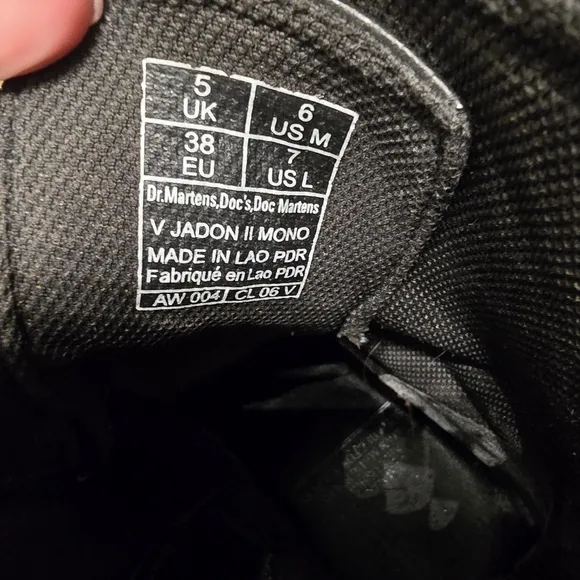 5 UK
6 US M
38 EU
7 US L
Dr.Martens,Doc's,Doc Martens
V JADON II MONO
MADE IN LAO PDR
Fabriqué en Lao PDR
AW 004 CL 06 V